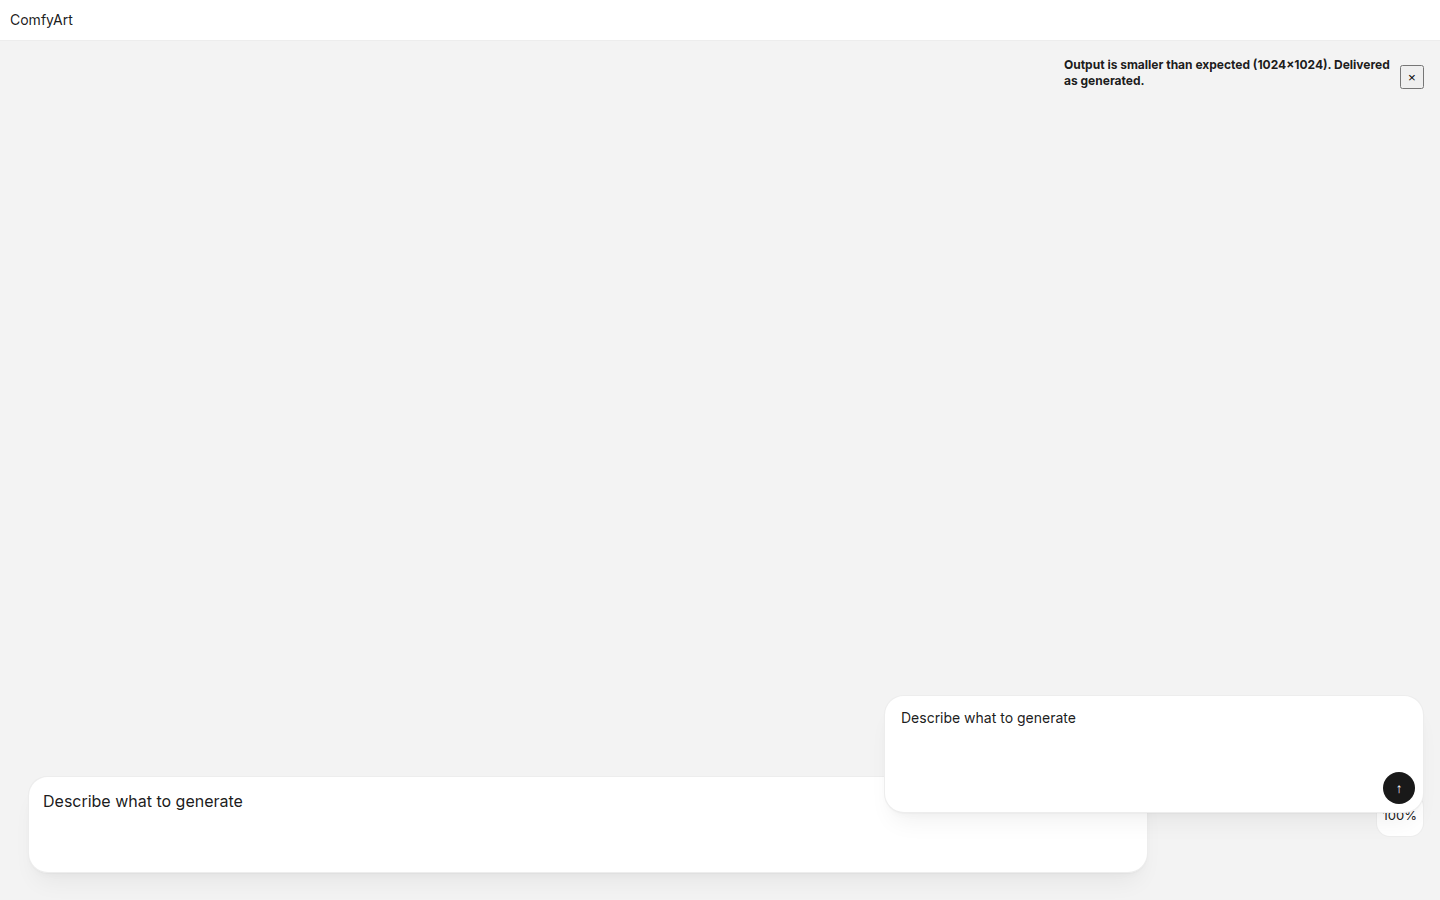 ComfyArt
Output is smaller than expected (1024×1024). Delivered
as generated.
×
Describe what to generate
↑
100%
Describe what to generate